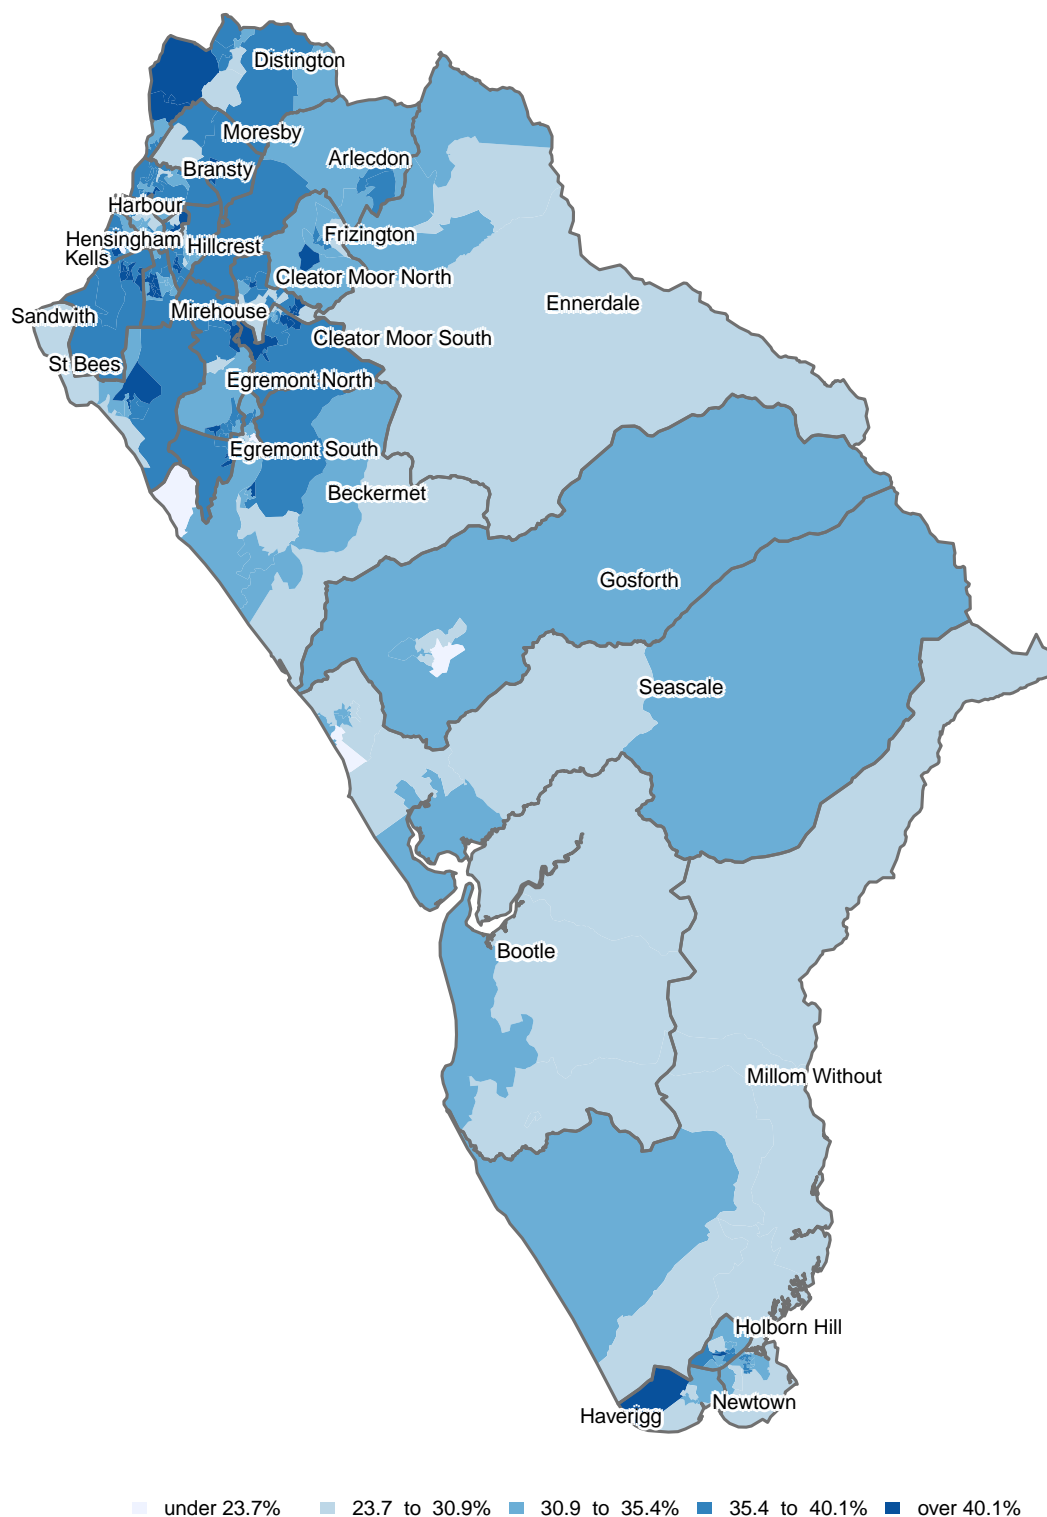 Distington
Moresby
Arlecdon
Bransty
Harbour
Frizington
Hensingham
Hillcrest
Kells
Cleator Moor North
Ennerdale
Mirehouse
Sandwith
Cleator Moor South
St Bees
Egremont North
Egremont South
Beckermet
Gosforth
Seascale
Bootle
Millom Without
Holborn Hill
Newtown
Haverigg
under 23.7% 23.7 to 30.9% 30.9 to 35.4% 35.4 to 40.1% over 40.1%